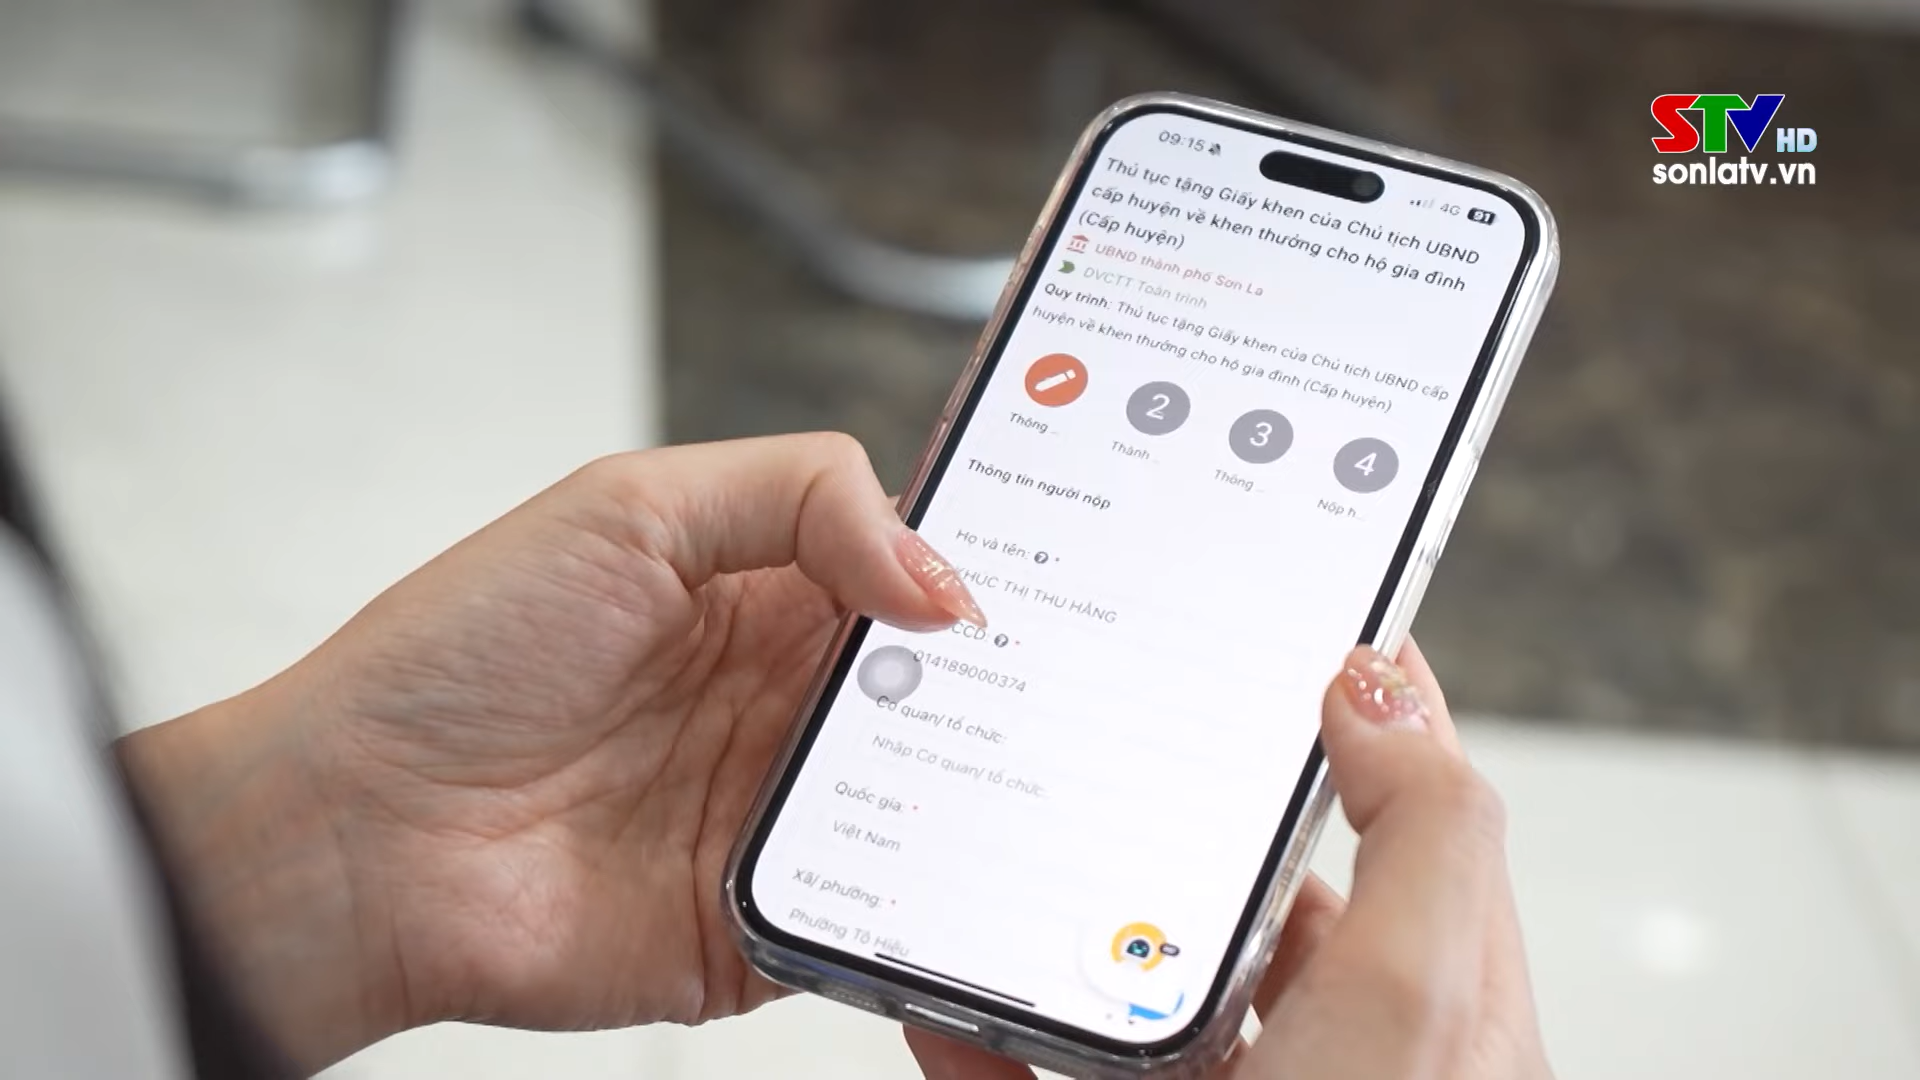 STV HD
sonlatv.vn
09:15
4G 91
Thủ tục tặng Giấy khen của Chủ tịch UBND
cấp huyện về khen thưởng cho hộ gia đình
(Cấp huyện)
UBND thành phố Sơn La
DVCTT Toàn trình
Quy trình: Thủ tục tặng Giấy khen của Chủ tịch UBND cấp
huyện về khen thưởng cho hộ gia đình (Cấp huyện)
2
3
4
Thông ...
Thành ...
Thông ...
Nộp h...
Thông tin người nộp
Họ và tên: ? *
KHÚC THỊ THU HẰNG
CCD: ? *
014189000374
Cơ quan/ tổ chức:
Nhập Cơ quan/ tổ chức:
Quốc gia: *
Việt Nam
Xã/ phường: *
Phường Tô Hiệu